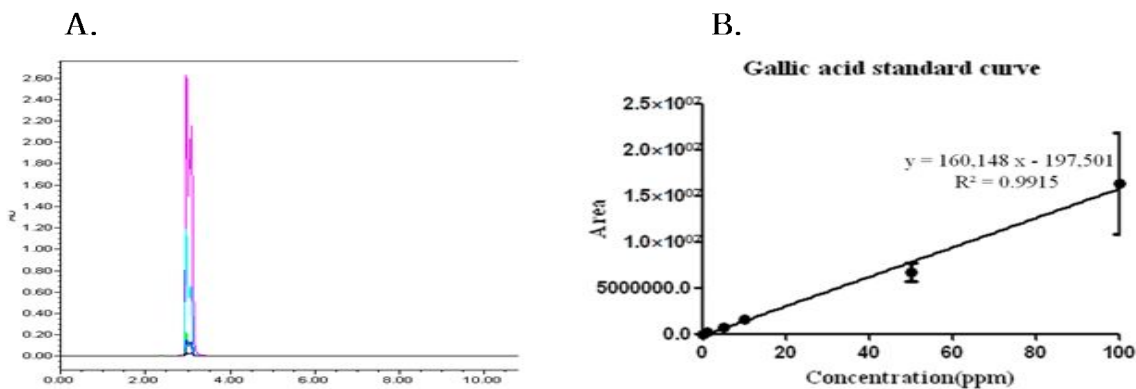 A.
B.
2.60
2.40
2.20
2.00
1.80
1.60
1.40
1.20
1.00
0.80
0.60
0.40
0.20
0.00
0.00 2.00 4.00 6.00 8.00 10.00
Gallic acid standard curve
2.5×10⁰⁷
2.0×10⁰⁷
1.5×10⁰⁷
1.0×10⁰⁷
5000000.0
0.0
Area
y = 160,148 x - 197,501
R² = 0.9915
0 20 40 60 80 100
Concentration(ppm)